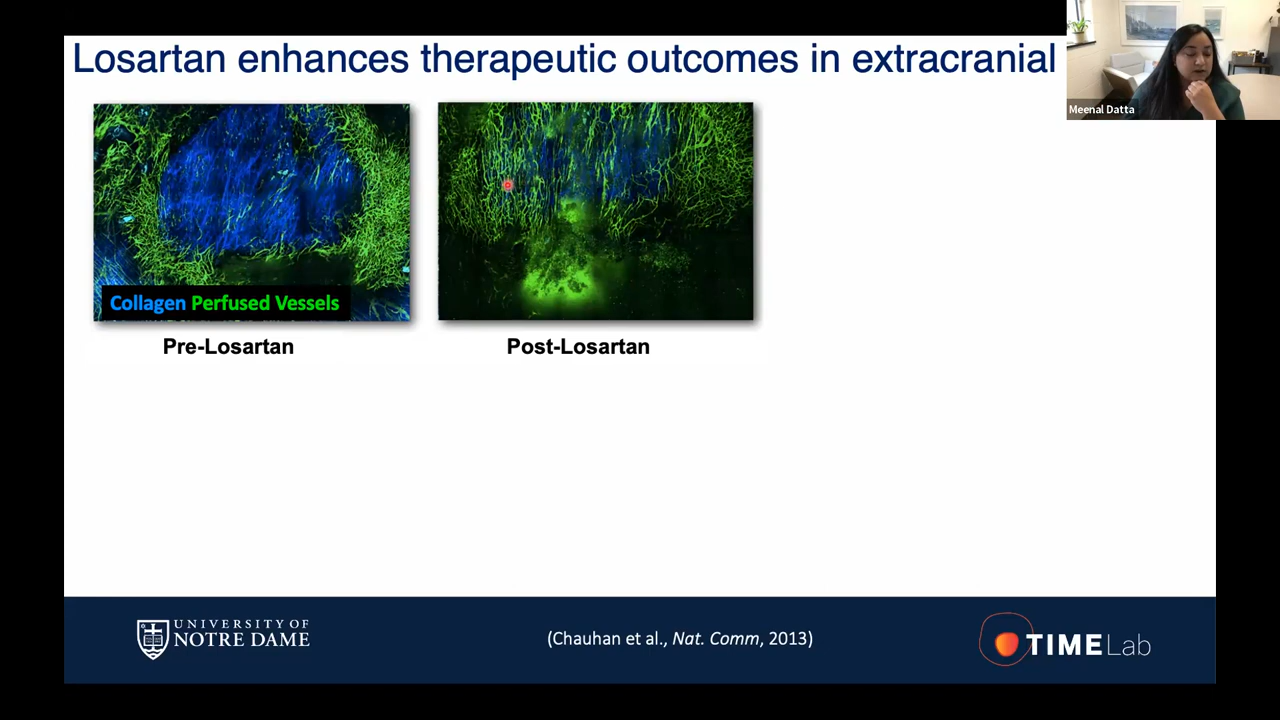 Losartan enhances therapeutic outcomes in extracranial
Meenal Datta
Collagen Perfused Vessels
Pre-Losartan
Post-Losartan
UNIVERSITY OF
NOTRE DAME
(Chauhan et al., Nat. Comm, 2013)
TIME Lab